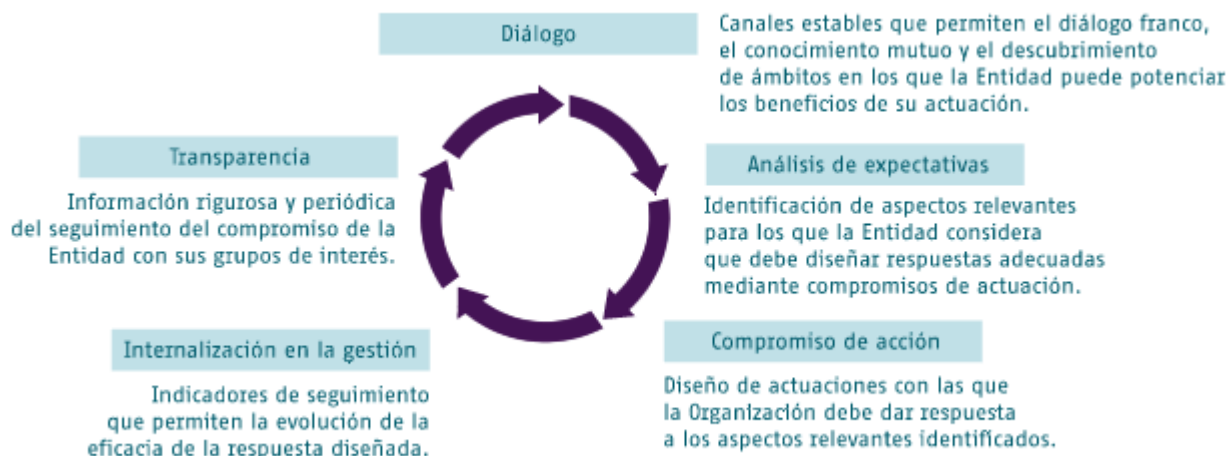 Diálogo
Canales estables que permiten el diálogo franco,
el conocimiento mutuo y el descubrimiento
de ámbitos en los que la Entidad puede potenciar
los beneficios de su actuación.
Análisis de expectativas
Identificación de aspectos relevantes
para los que la Entidad considera
que debe diseñar respuestas adecuadas
mediante compromisos de actuación.
Compromiso de acción
Diseño de actuaciones con las que
la Organización debe dar respuesta
a los aspectos relevantes identificados.
Internalización en la gestión
Indicadores de seguimiento
que permiten la evolución de la
eficacia de la respuesta diseñada.
Transparencia
Información rigurosa y periódica
del seguimiento del compromiso de la
Entidad con sus grupos de interés.